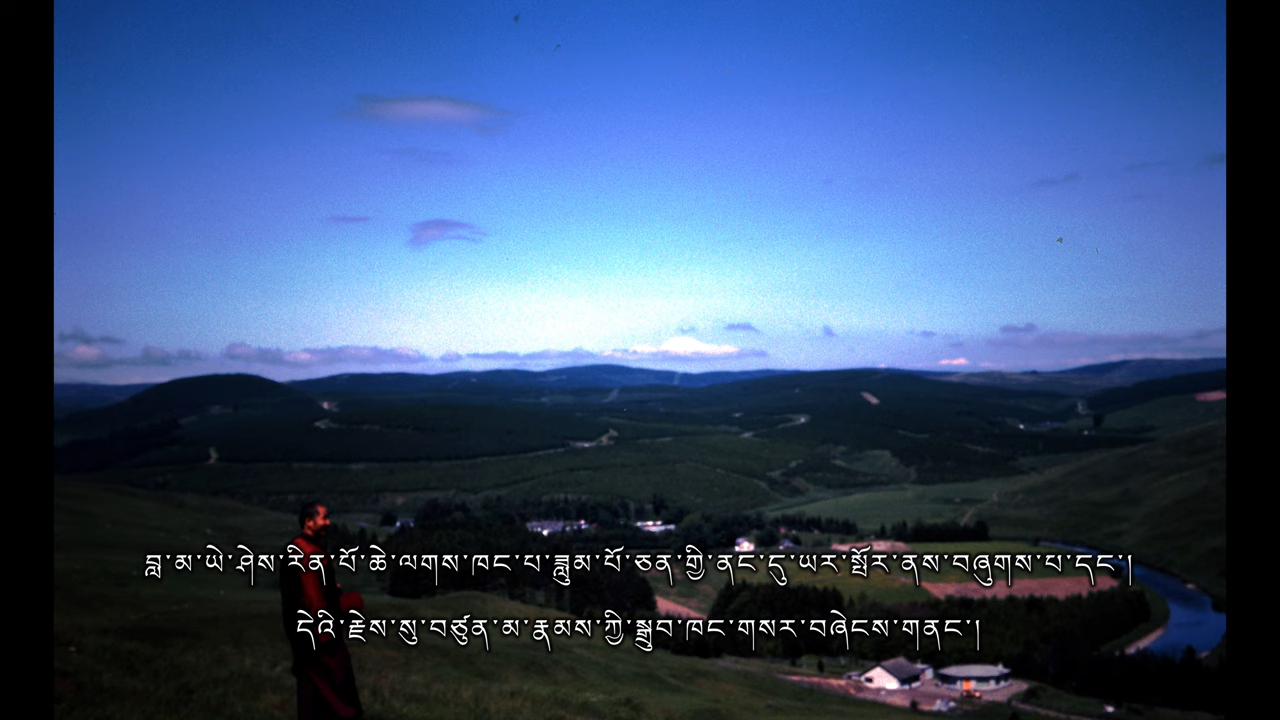 བླ་མ་ཡེ་ཤེས་རིན་པོ་ཆེ་ལགས་ཁང་པ་ཟླུམ་པོ་ཅན་གྱི་ནང་དུ་ཡར་སྤོར་ནས་བཞུགས་པ་དང་།
དེའི་རྗེས་སུ་བཙུན་མ་རྣམས་ཀྱི་སྒྲུབ་ཁང་གསར་བཞེངས་གནང་།